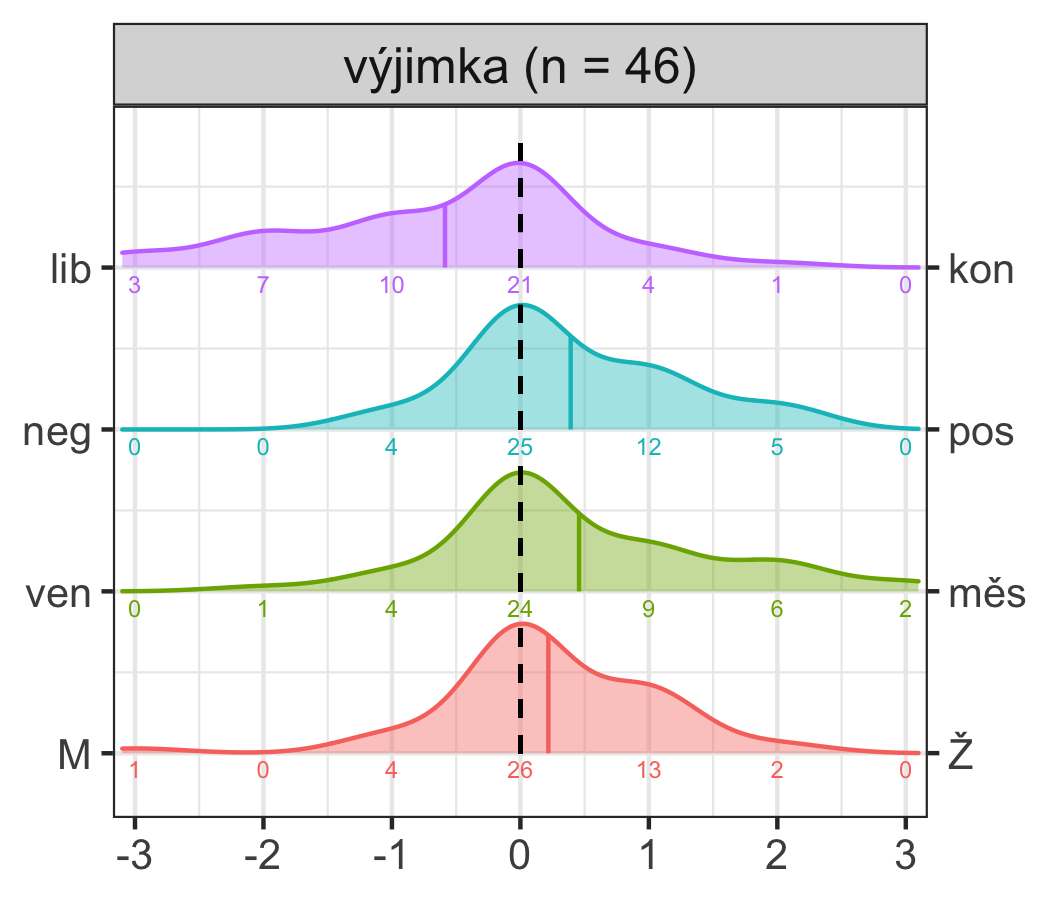 výjimka (n = 46)
lib kon
3 7 10 21 4 1 0
neg pos
0 0 4 25 12 5 0
ven měs
0 1 4 24 9 6 2
M Ž
1 0 4 26 13 2 0
-3 -2 -1 0 1 2 3